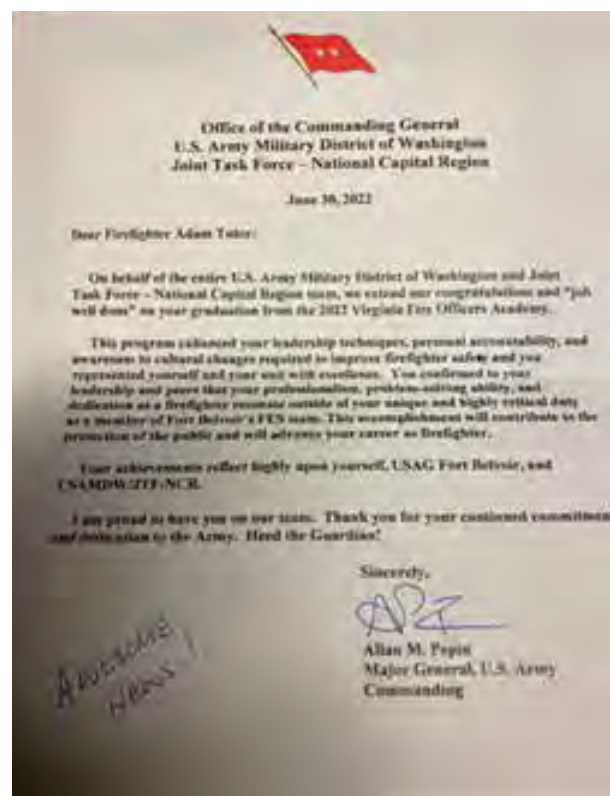 Office of the Commanding General
U.S. Army Military District of Washington
Joint Task Force – National Capital Region
June 30, 2022
Dear Firefighter Adam Tutor:
On behalf of the entire U.S. Army Military District of Washington and Joint
Task Force – National Capital Region team, we extend our congratulations and "job
well done" on your graduation from the 2022 Virginia Fire Officers Academy.
This program enhanced your leadership techniques, personal accountability, and
awareness to cultural changes required to improve firefighter safety and you
represented yourself and your unit with excellence. You confirmed to your
leadership and peers that your professionalism, problem-solving ability, and
dedication as a firefighter resonate outside of your unique and highly critical duty
as a member of Fort Belvoir's FES team. This accomplishment will contribute to the
protection of the public and will advance your career as firefighter.
Your achievements reflect highly upon yourself, USAG Fort Belvoir, and
USAMDW/JTF-NCR.
I am proud to have you on our team. Thank you for your continued commitmen
and dedication to the Army. Heed the Guardian!
Sincerely,
Allan M. Pepin
Major General, U.S. Army
Commanding
AWESOME
NEWS!